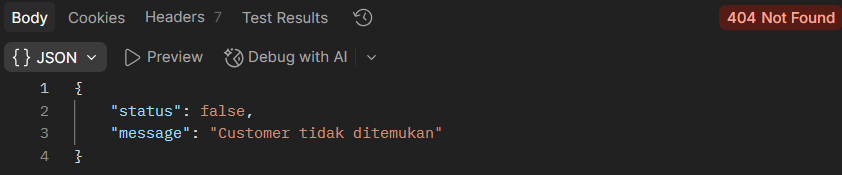 Body Cookies Headers 7 Test Results 404 Not Found
{} JSON Preview Debug with AI
1 {
2 "status": false,
3 "message": "Customer tidak ditemukan"
4 }